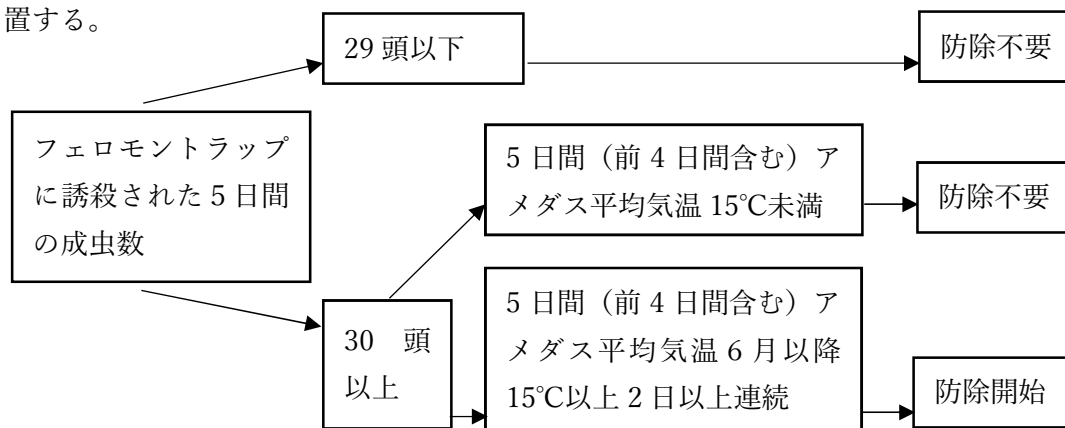 置する。
29 頭以下
防除不要
フェロモントラップ
に誘殺された 5 日間
の成虫数
5 日間（前 4 日間含む）ア
メダス平均気温 15℃未満
防除不要
30 頭
以上
5 日間（前 4 日間含む）ア
メダス平均気温 6 月以降
15℃以上 2 日以上連続
防除開始